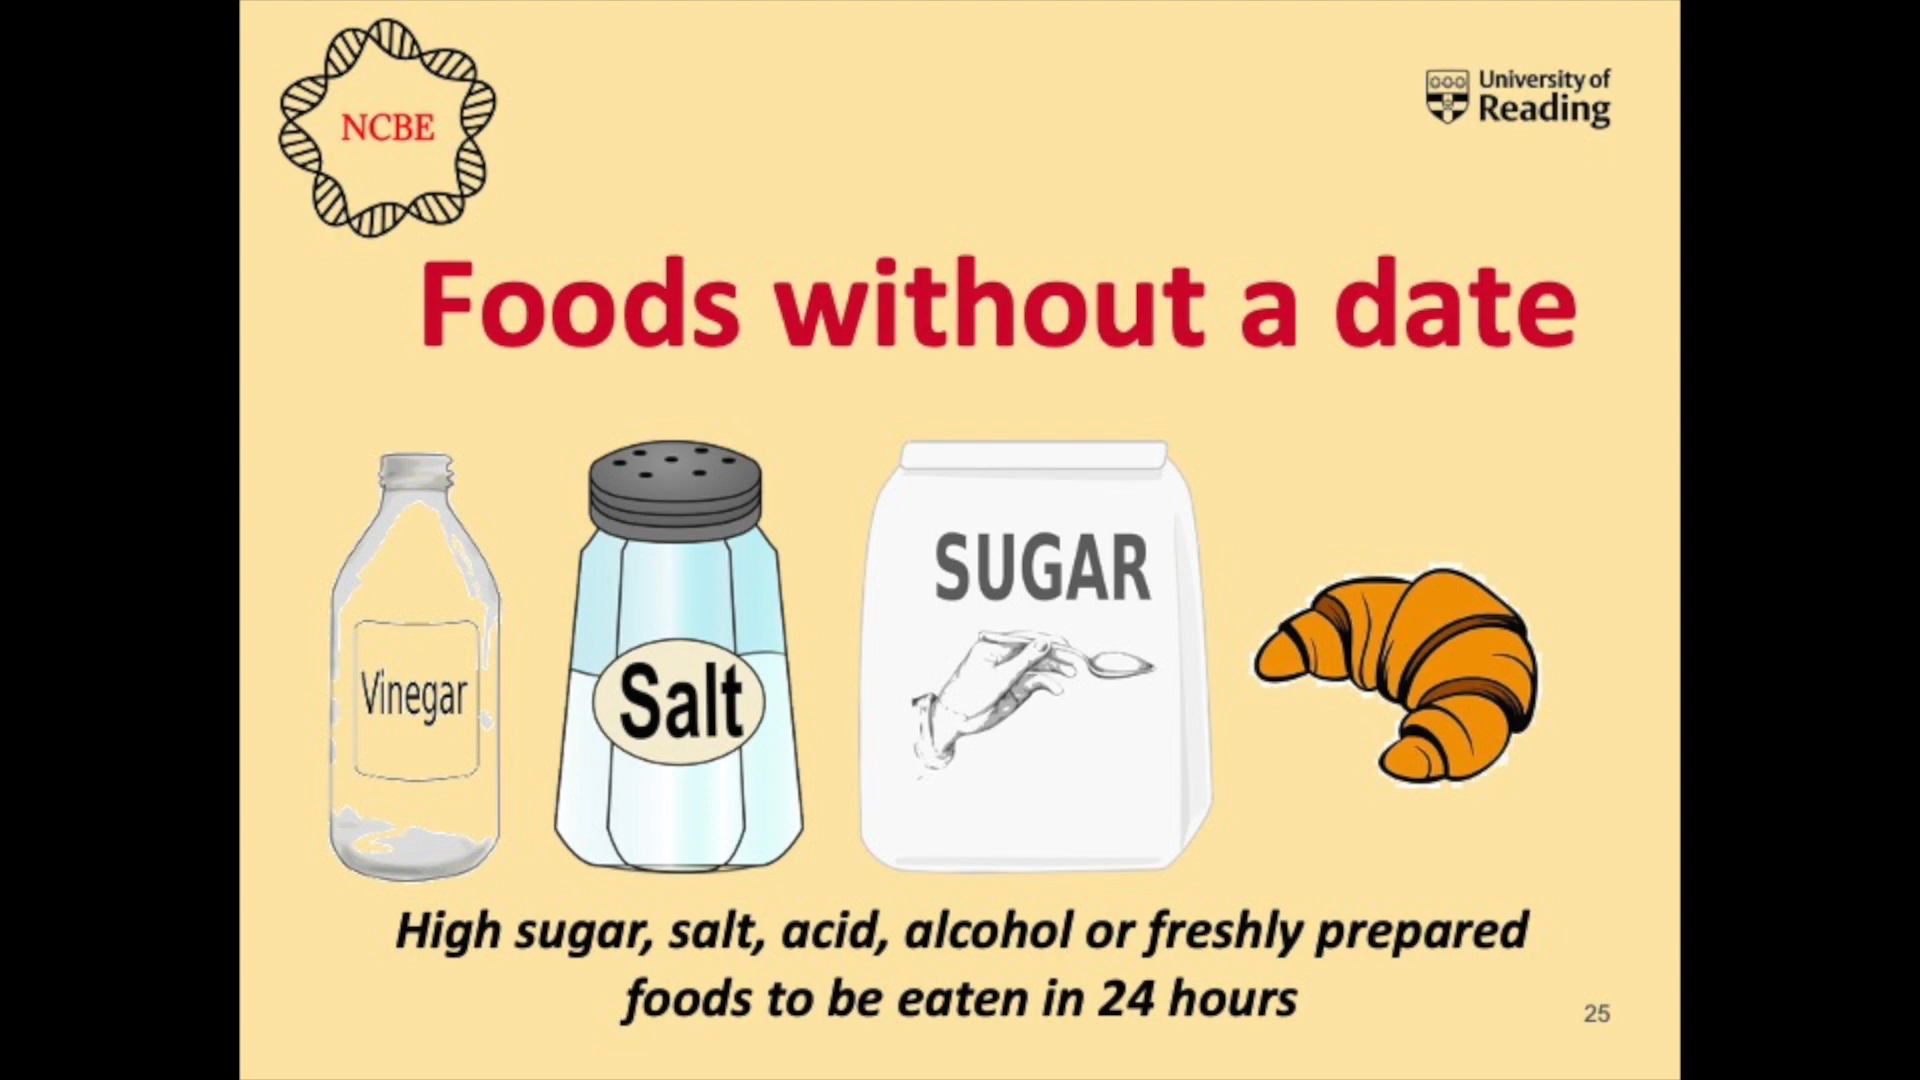 NCBE
University of
Reading
Foods without a date
Vinegar
Salt
SUGAR
High sugar, salt, acid, alcohol or freshly prepared
foods to be eaten in 24 hours
25